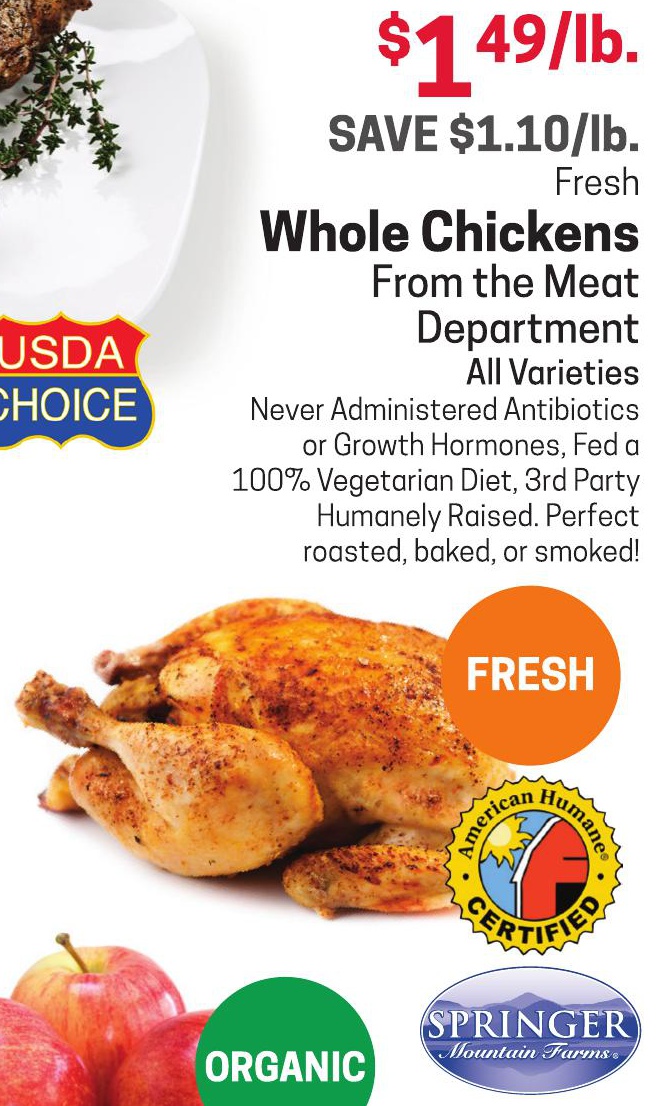 $1 49/lb.
SAVE $1.10/lb.
Fresh
Whole Chickens
From the Meat
Department
All Varieties
Never Administered Antibiotics
or Growth Hormones, Fed a
100% Vegetarian Diet, 3rd Party
Humanely Raised. Perfect
roasted, baked, or smoked!
USDA
CHOICE
FRESH
American Humane®
CERTIFIED
SPRINGER
Mountain Farms®
ORGANIC